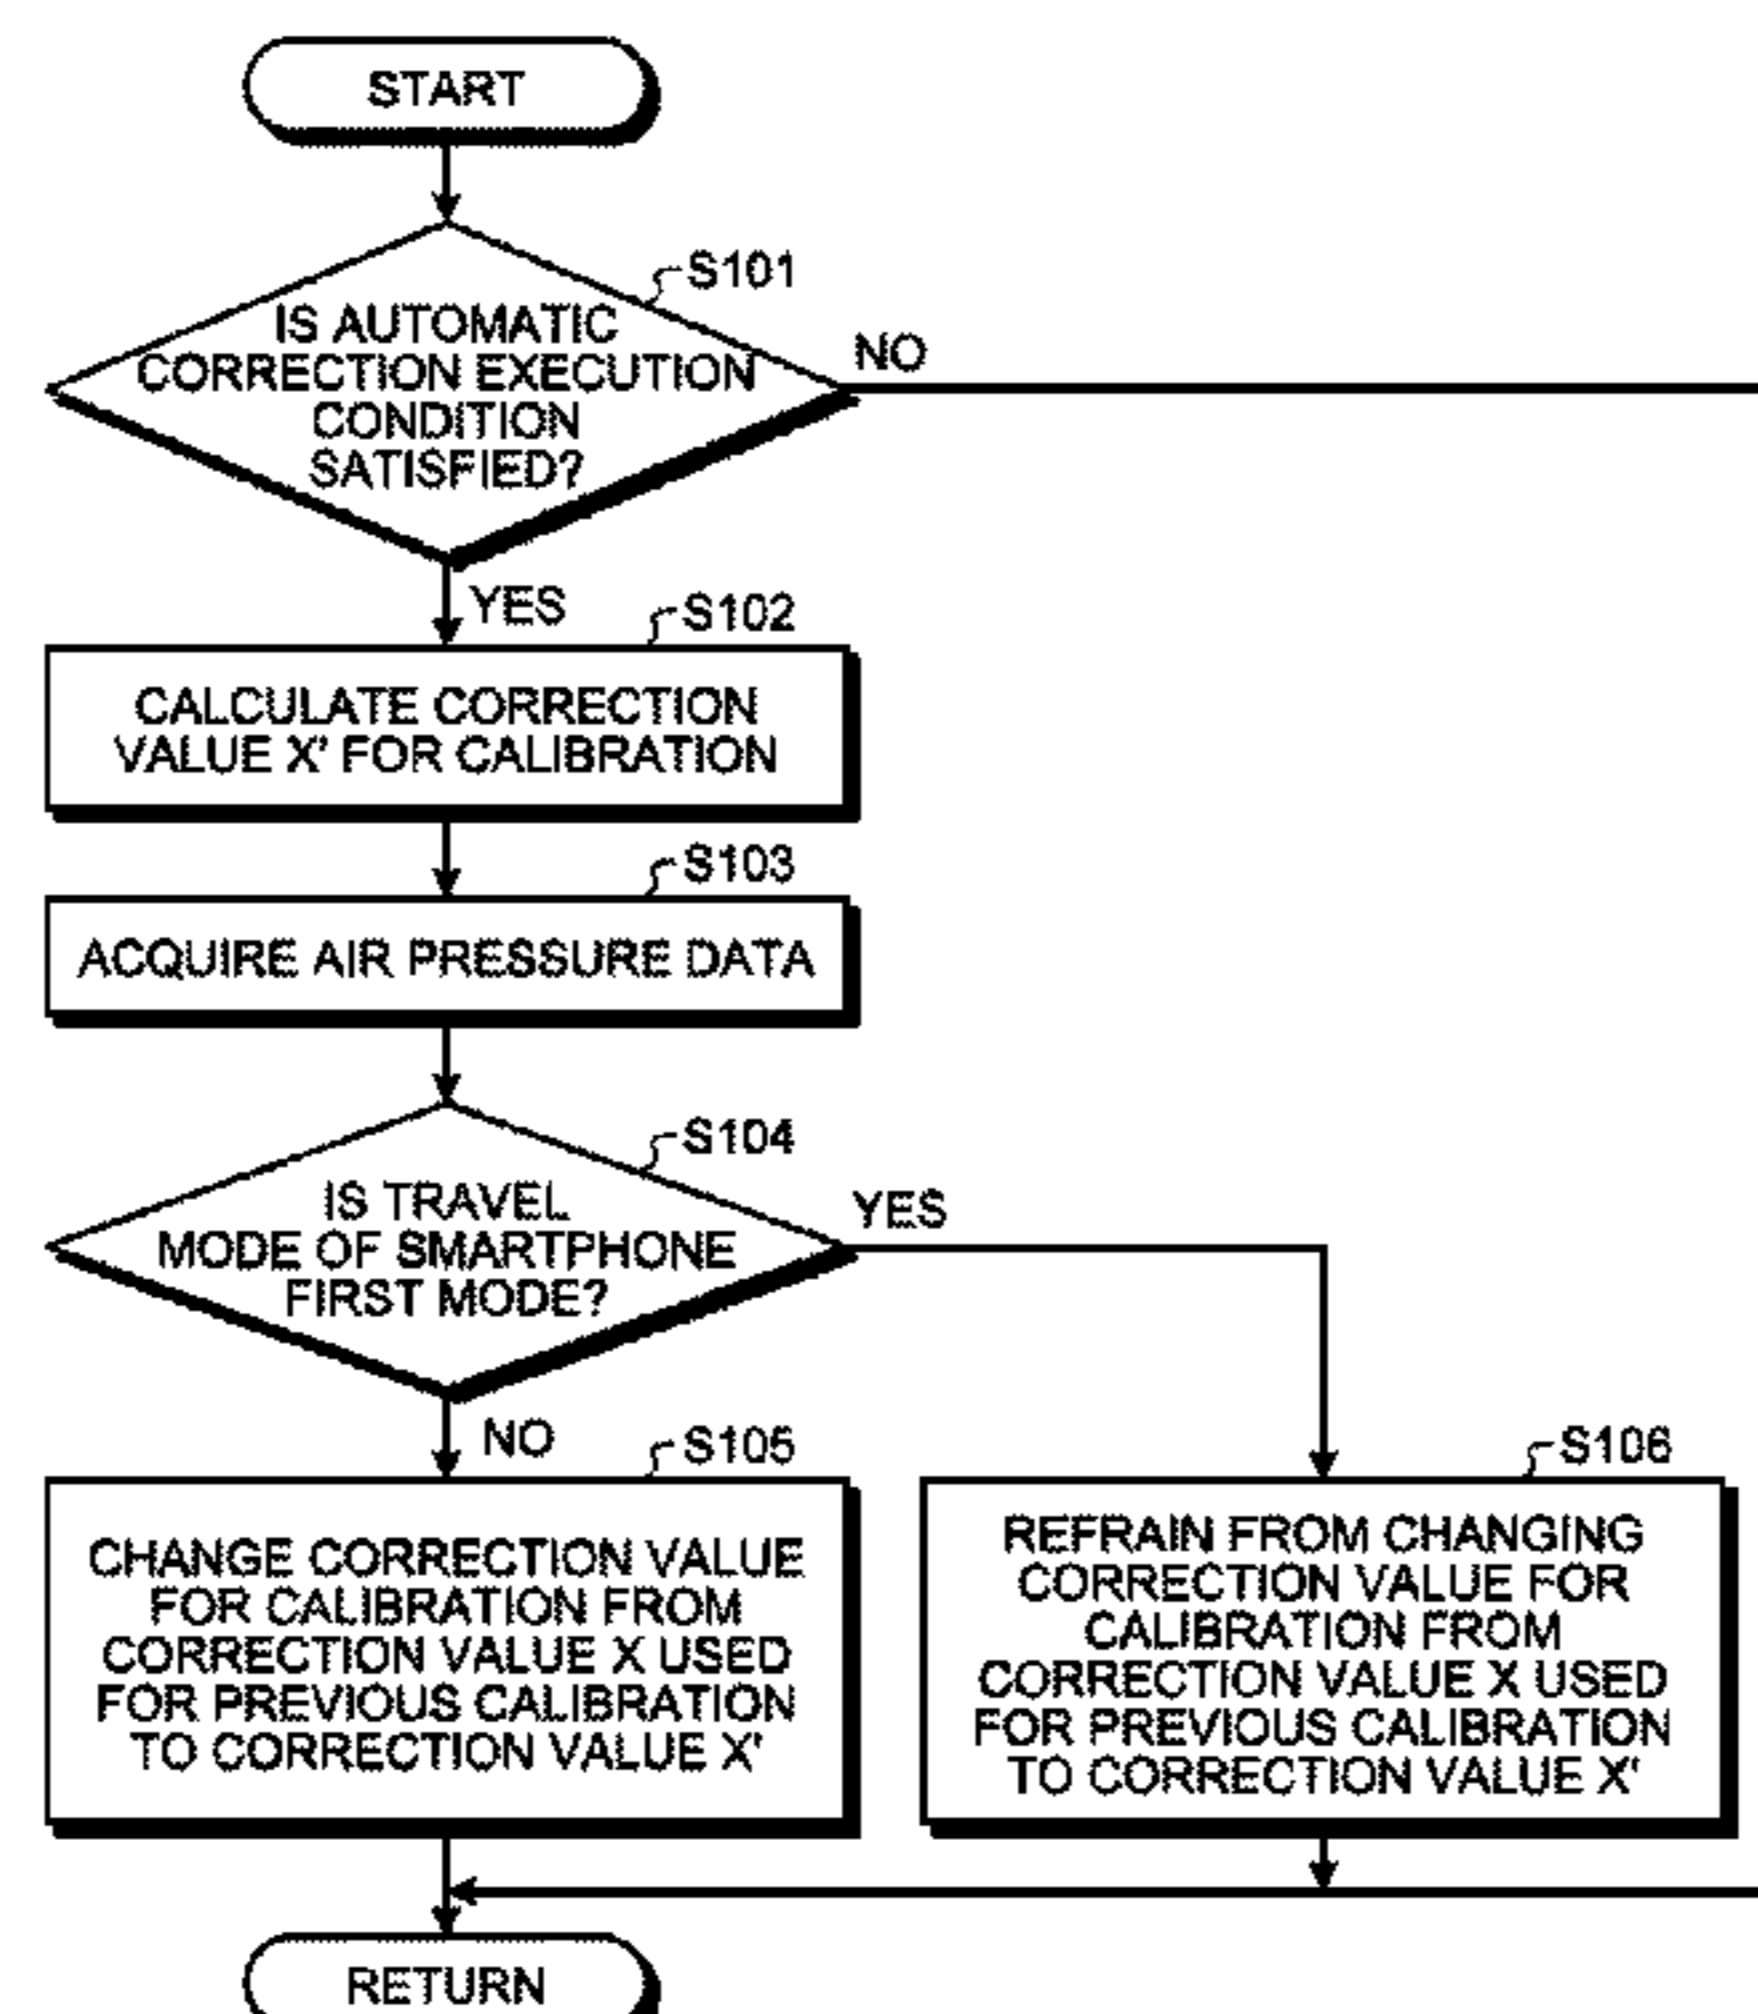 START
S101
IS AUTOMATIC
CORRECTION EXECUTION
CONDITION
SATISFIED?
NO
YES
S102
CALCULATE CORRECTION
VALUE X' FOR CALIBRATION
S103
ACQUIRE AIR PRESSURE DATA
S104
IS TRAVEL
MODE OF SMARTPHONE
FIRST MODE?
YES
NO
S105
CHANGE CORRECTION VALUE
FOR CALIBRATION FROM
CORRECTION VALUE X USED
FOR PREVIOUS CALIBRATION
TO CORRECTION VALUE X'
S106
REFRAIN FROM CHANGING
CORRECTION VALUE FOR
CALIBRATION FROM
CORRECTION VALUE X USED
FOR PREVIOUS CALIBRATION
TO CORRECTION VALUE X'
RETURN